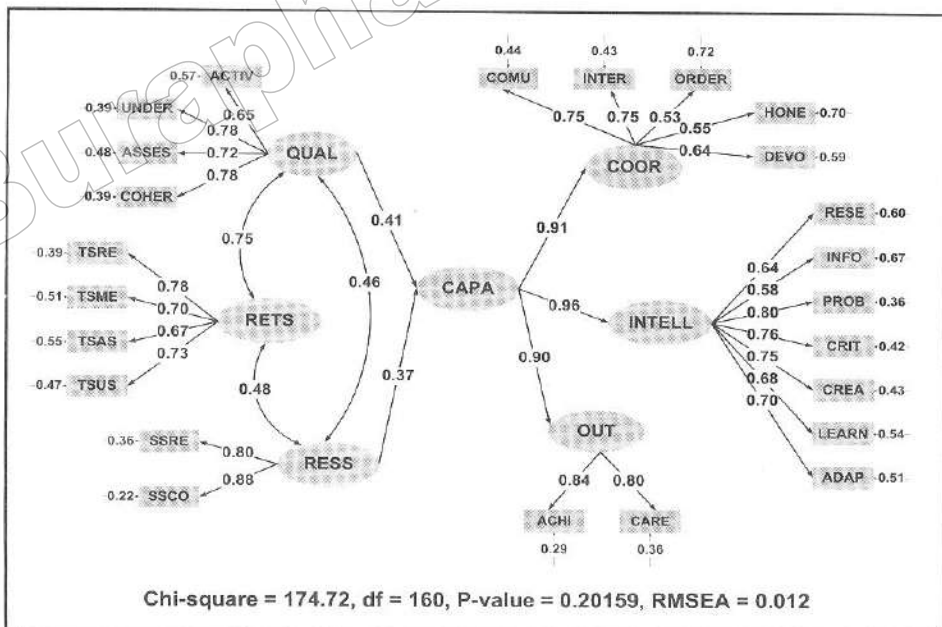 Burapha
0.57 ACTIV
0.39 UNDER
0.48 ASSES
0.39 COHER
0.65
0.78
0.72
0.78
QUAL
0.39 TSRE
0.51 TSME
0.55 TSAS
0.47 TSUS
0.78
0.70
0.67
0.73
RETS
0.36 SSRE
0.22 SSCO
0.80
0.88
RESS
0.75
0.46
0.48
0.41
0.37
CAPA
0.91
0.96
0.90
0.44
0.43
0.72
COMU
INTER
ORDER
HONE 0.70
DEVO 0.59
0.75
0.75
0.53
0.55
0.64
COOR
INTELL
0.64
0.58
0.80
0.76
0.75
0.68
0.70
RESE 0.60
INFO 0.67
PROB 0.36
CRIT 0.42
CREA 0.43
LEARN 0.54
ADAP 0.51
OUT
0.84
0.80
ACHI
CARE
0.29
0.36
Chi-square = 174.72, df = 160, P-value = 0.20159, RMSEA = 0.012